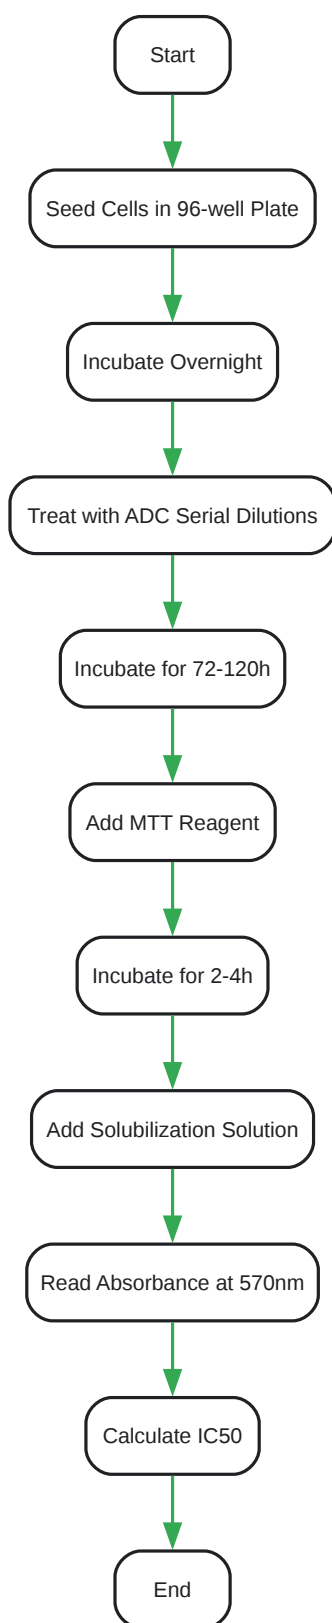 Start
Seed Cells in 96-well Plate
Incubate Overnight
Treat with ADC Serial Dilutions
Incubate for 72-120h
Add MTT Reagent
Incubate for 2-4h
Add Solubilization Solution
Read Absorbance at 570nm
Calculate IC50
End